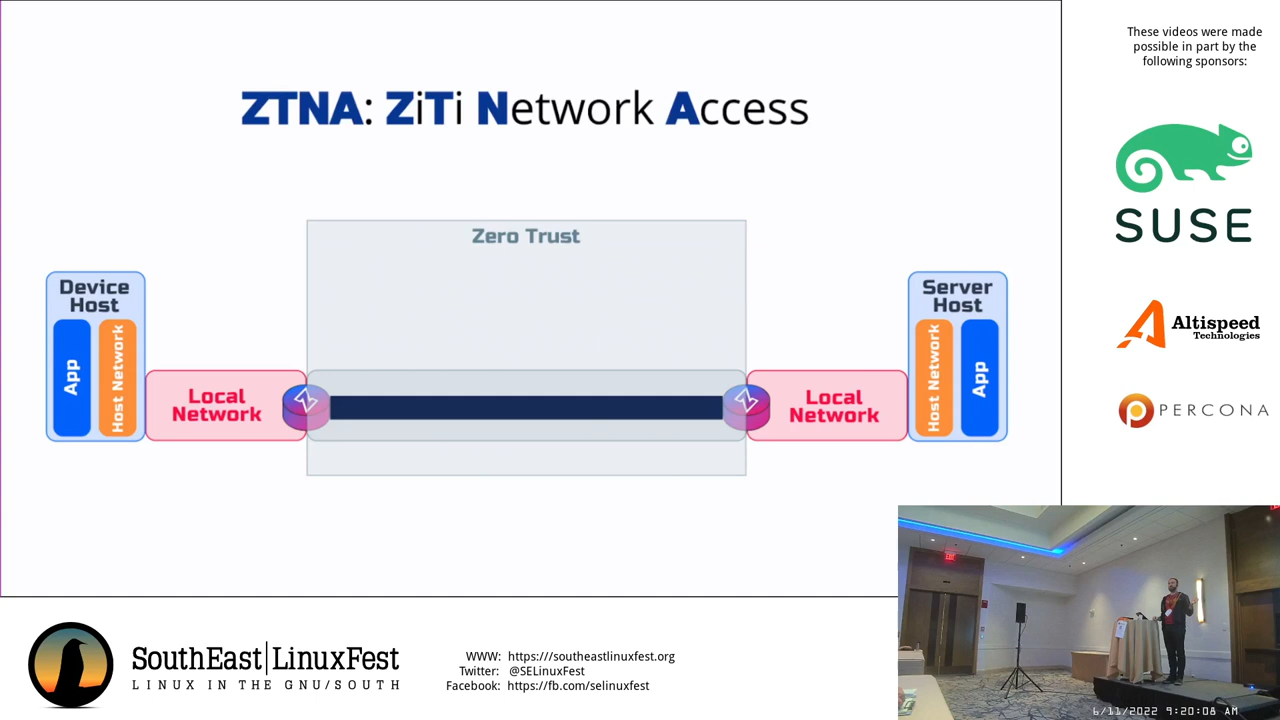 ZTNA: ZiTi Network Access
Zero Trust
Device
Host
App
Host Network
Local
Network
Local
Network
Server
Host
Host Network
App
These videos were made
possible in part by the
following sponsors:
SUSE
Altispeed
Technologies
PERCONA
SouthEast LinuxFest
LINUX IN THE GNU/SOUTH
WWW: https://southeastlinuxfest.org
Twitter: @SELinuxFest
Facebook: https://fb.com/selinuxfest
6/11/2022 9:20:08 AM